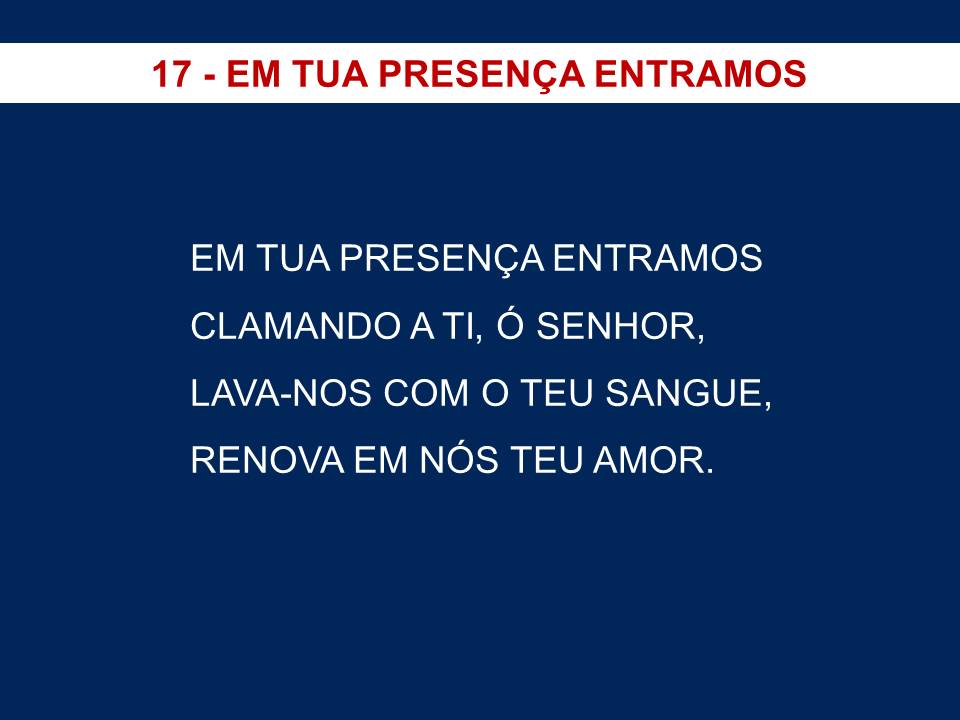 17 - EM TUA PRESENÇA ENTRAMOS
EM TUA PRESENÇA ENTRAMOS
CLAMANDO A TI, Ó SENHOR,
LAVA-NOS COM O TEU SANGUE,
RENOVA EM NÓS TEU AMOR.